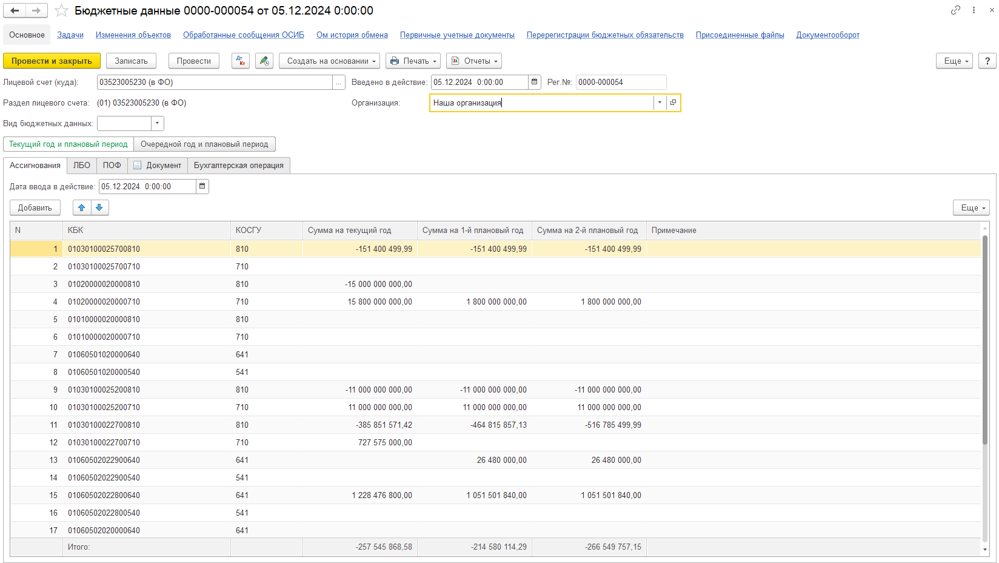 Бюджетные данные 0000-000054 от 05.12.2024 0:00:00
Основное Задачи Изменения объектов Обработанные сообщения ОСИБ Ом история обмена Первичные учетные документы Перерегистрации бюджетных обязательств Присоединенные файлы Документооборот
Провести и закрыть Записать Провести Дт Кт Создать на основании Печать Отчеты Еще ?
Лицевой счет (куда): 03523005230 (в ФО) ... Введено в действие: 05.12.2024 0:00:00 Рег.№: 0000-000054
Раздел лицевого счета: (01) 03523005230 (в ФО) Организация: Наша организация
Вид бюджетных данных:
Текущий год и плановый период Очередной год и плановый период
Ассигнования ЛБО ПОФ Документ Бухгалтерская операция
Дата ввода в действие: 05.12.2024 0:00:00
Добавить Еще
N КБК КОСГУ Сумма на текущий год Сумма на 1-й плановый год Сумма на 2-й плановый год Примечание
1 01030100025700810 810 -151 400 499,99 -151 400 499,99 -151 400 499,99
2 01030100025700710 710
3 01020000020000810 810 -15 000 000 000,00
4 01020000020000710 710 15 800 000 000,00 1 800 000 000,00 1 800 000 000,00
5 01010000020000810 810
6 01010000020000710 710
7 01060501020000640 641
8 01060501020000540 541
9 01030100025200810 810 -11 000 000 000,00 -11 000 000 000,00 -11 000 000 000,00
10 01030100025200710 710 11 000 000 000,00 11 000 000 000,00 11 000 000 000,00
11 01030100022700810 810 -385 851 571,42 -464 815 857,13 -516 785 499,99
12 01030100022700710 710 727 575 000,00
13 01060502022900640 641 26 480 000,00 26 480 000,00
14 01060502022900540 541
15 01060502022800640 641 1 228 476 800,00 1 051 501 840,00 1 051 501 840,00
16 01060502022800540 541
17 01060502020000640 641
Итого: -257 545 868,58 -214 580 114,29 -266 549 757,15